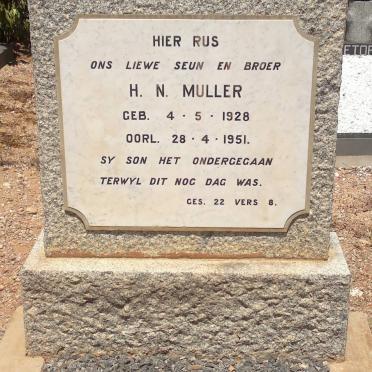 HIER RUS
ONS LIEWE SEUN EN BROER
H. N. MULLER
GEB. 4 · 5 · 1928
OORL. 28 · 4 · 1951.
SY SON HET ONDERGEGAAN
TERWYL DIT NOG DAG WAS.
GES. 22 VERS 8.